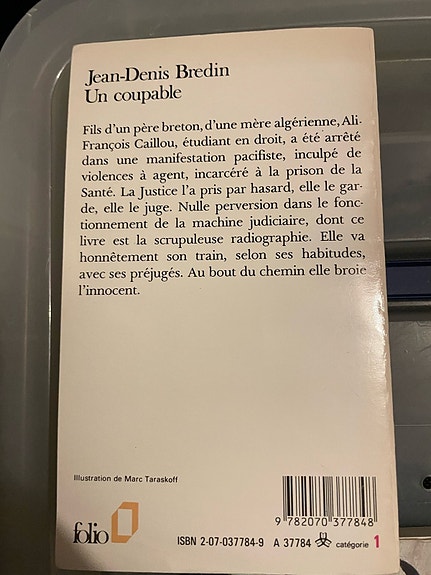 Jean-Denis Bredin
Un coupable
Fils d'un père breton, d'une mère algérienne, Ali-
François Caillou, étudiant en droit, a été arrêté
dans une manifestation pacifiste, inculpé de
violences à agent, incarcéré à la prison de la
Santé. La Justice l'a pris par hasard, elle le gar-
de, elle le juge. Nulle perversion dans le fonc-
tionnement de la machine judiciaire, dont ce
livre est la scrupuleuse radiographie. Elle va
honnêtement son train, selon ses habitudes,
avec ses préjugés. Au bout du chemin elle broie
l'innocent.
Illustration de Marc Taraskoff
9 782070 377848
folio
ISBN 2-07-037784-9 A 37784 catégorie 1